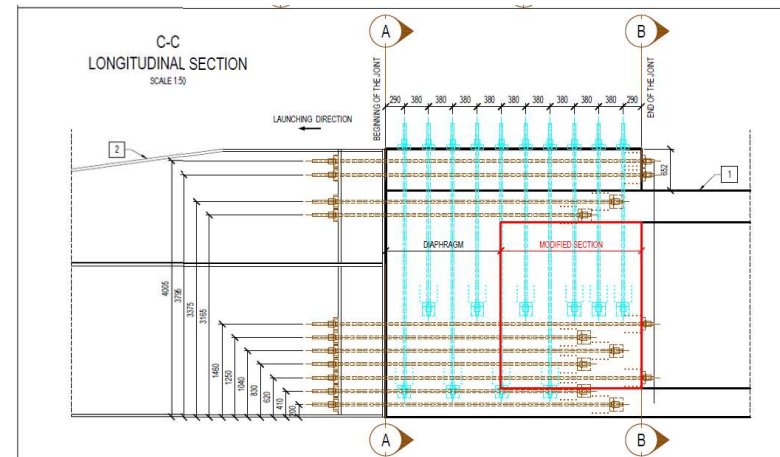 C-C
LONGITUDINAL SECTION
SCALE 1:50
A
B
BEGINNING OF THE JOINT
END OF THE JOINT
290 380 380 380 380 380 380 380 380 380 290
LAUNCHING DIRECTION
2
652
1
DIAPHRAGM
MODIFIED SECTION
4005
3795
3375
3165
1460
1250
1040
830
620
410
200
A
B